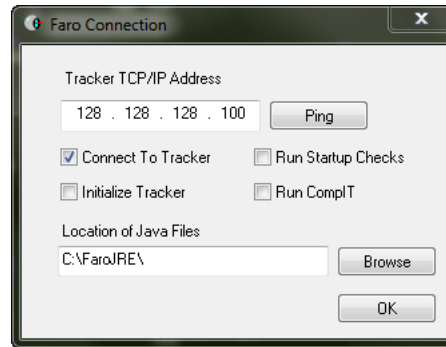 Faro Connection
Tracker TCP/IP Address
128 . 128 . 128 . 100 Ping
Connect To Tracker Run Startup Checks
Initialize Tracker Run CompIT
Location of Java Files
C:\FaroJRE\ Browse
OK